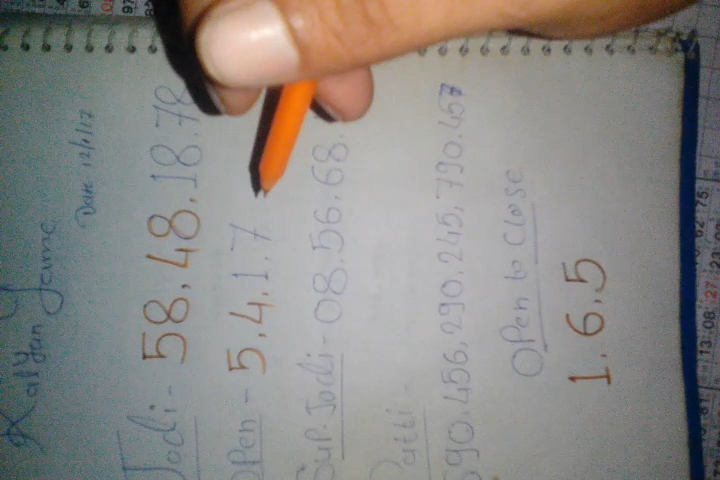 Kalyan Game
Date 12/1/17
Jodi - 58.48.18.78
Open - 5.4.1.7
Sup. Jodi - 08.56.68.
Patti -
590.456.290.245.790.457
Open to Close
1.6.5